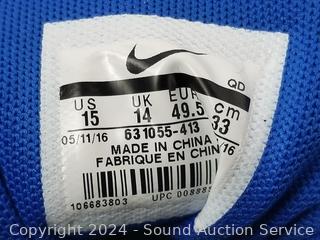 QD
US UK EUR cm
15 14 49.5 33
05/11/16 631055-413
MADE IN CHINA
FABRIQUE EN CHINE
106683803 UPC
Copyright 2024 - Sound Auction Service